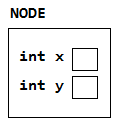 NODE
int x
int y